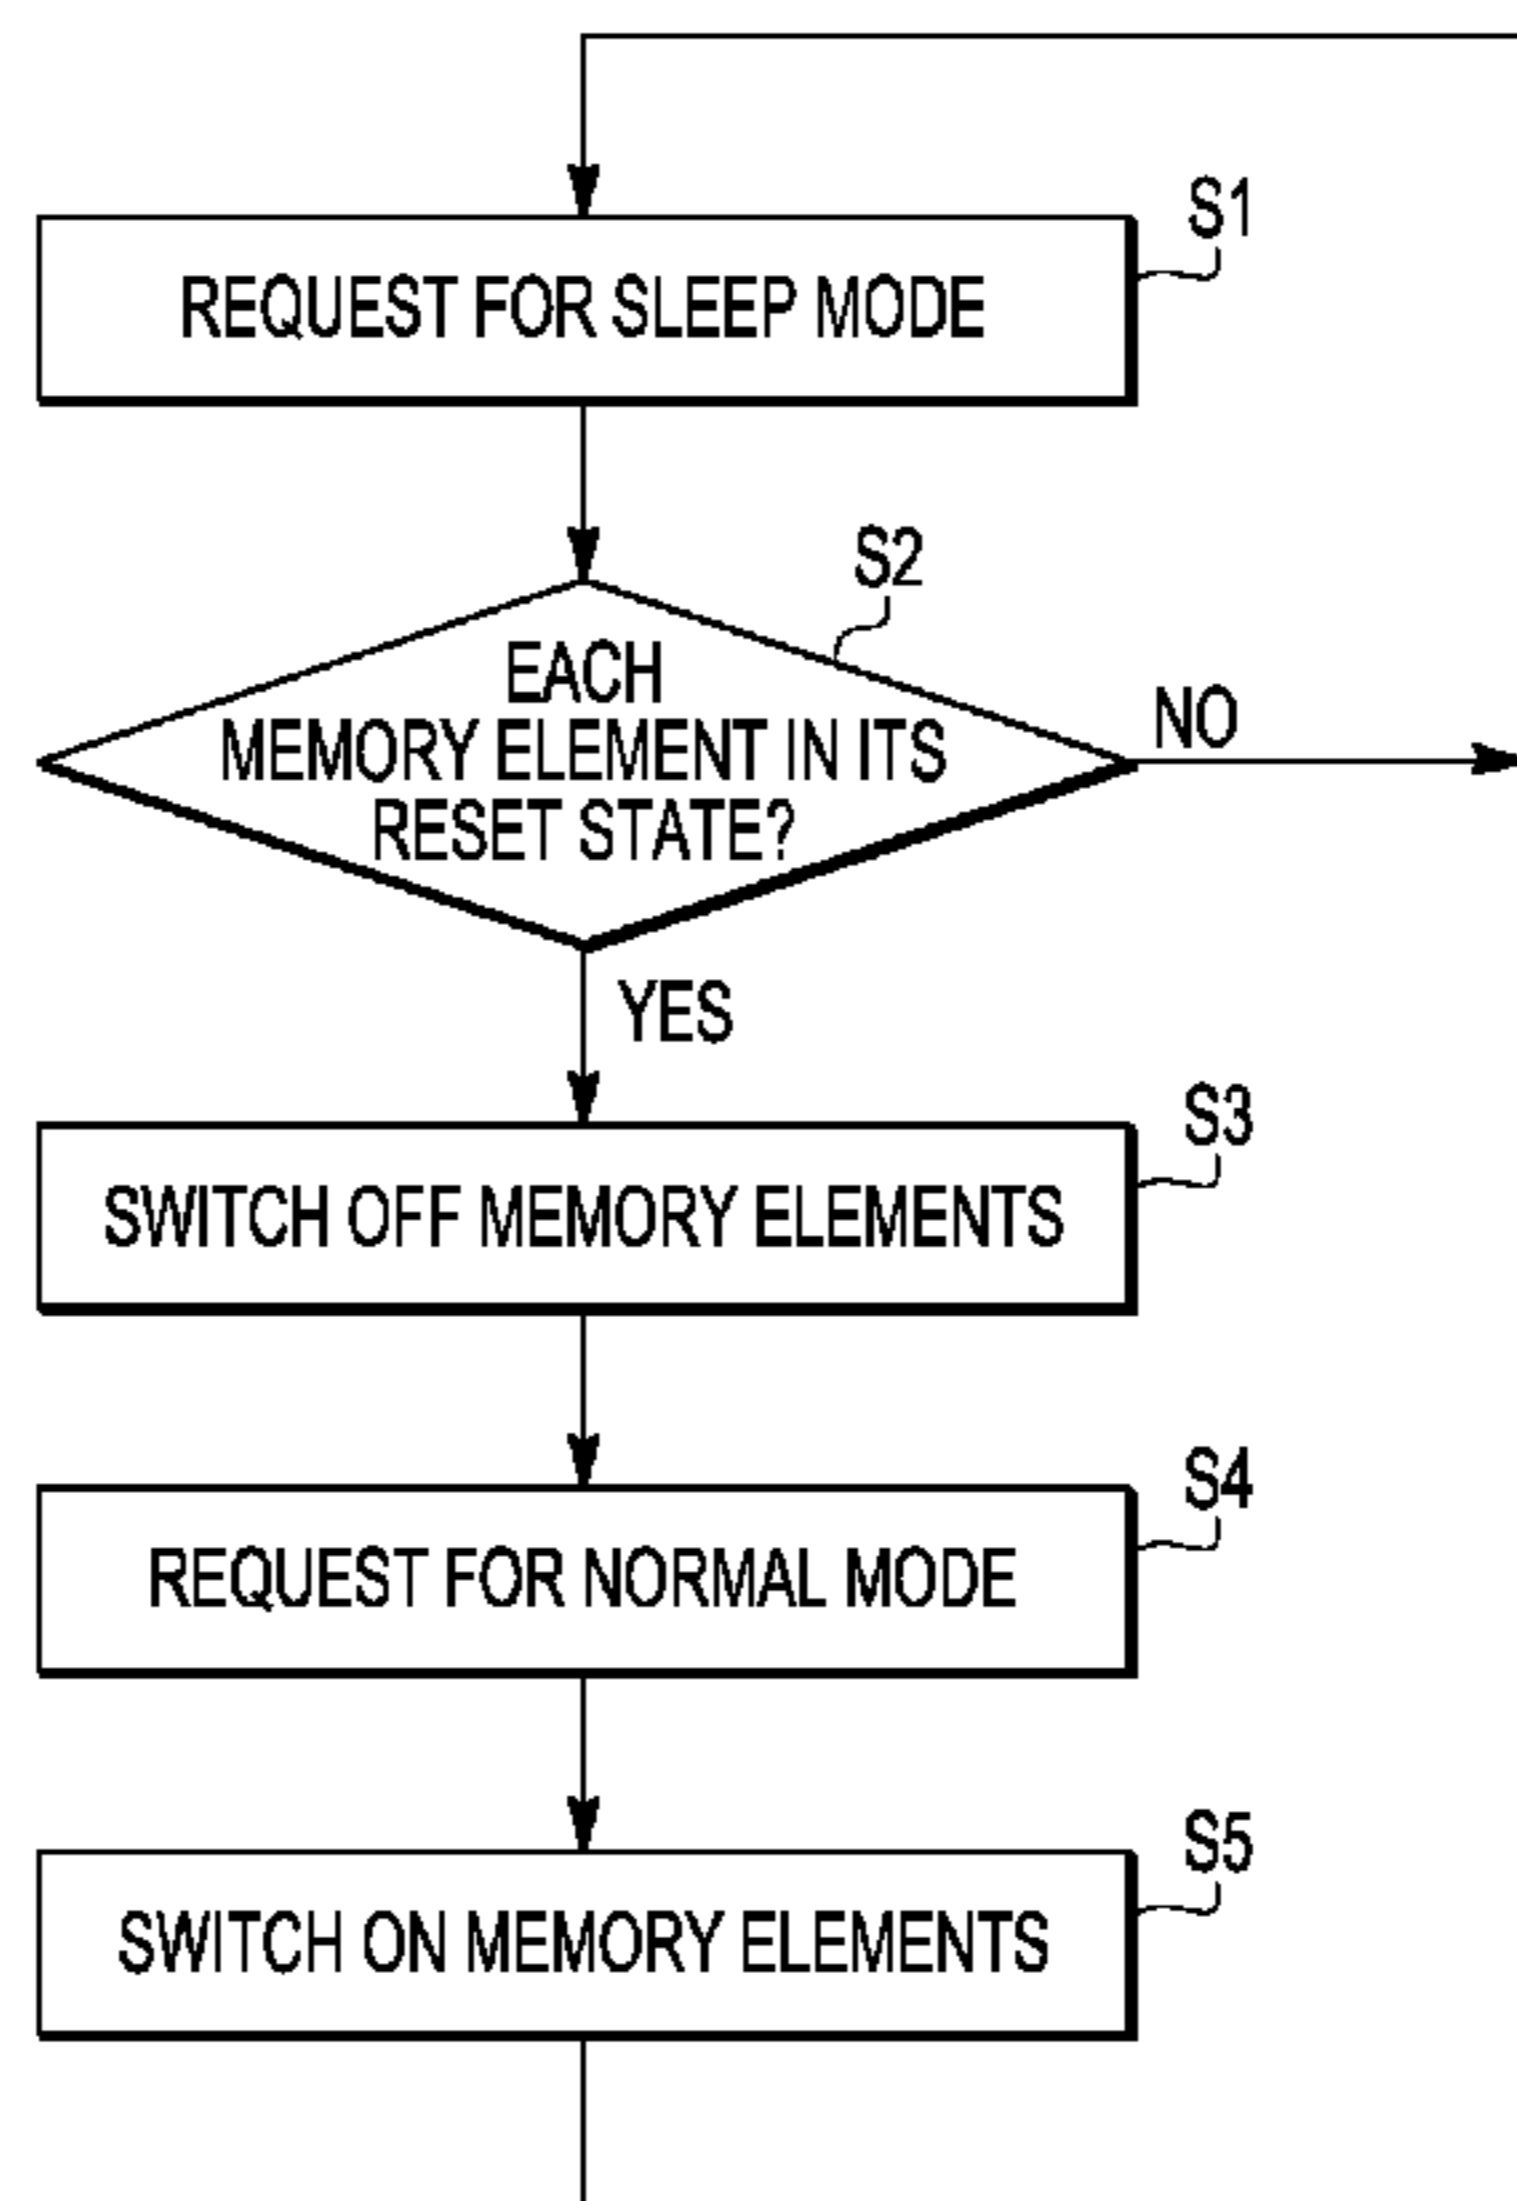 S1
REQUEST FOR SLEEP MODE
S2
EACH
MEMORY ELEMENT IN ITS
RESET STATE?
NO
YES
S3
SWITCH OFF MEMORY ELEMENTS
S4
REQUEST FOR NORMAL MODE
S5
SWITCH ON MEMORY ELEMENTS